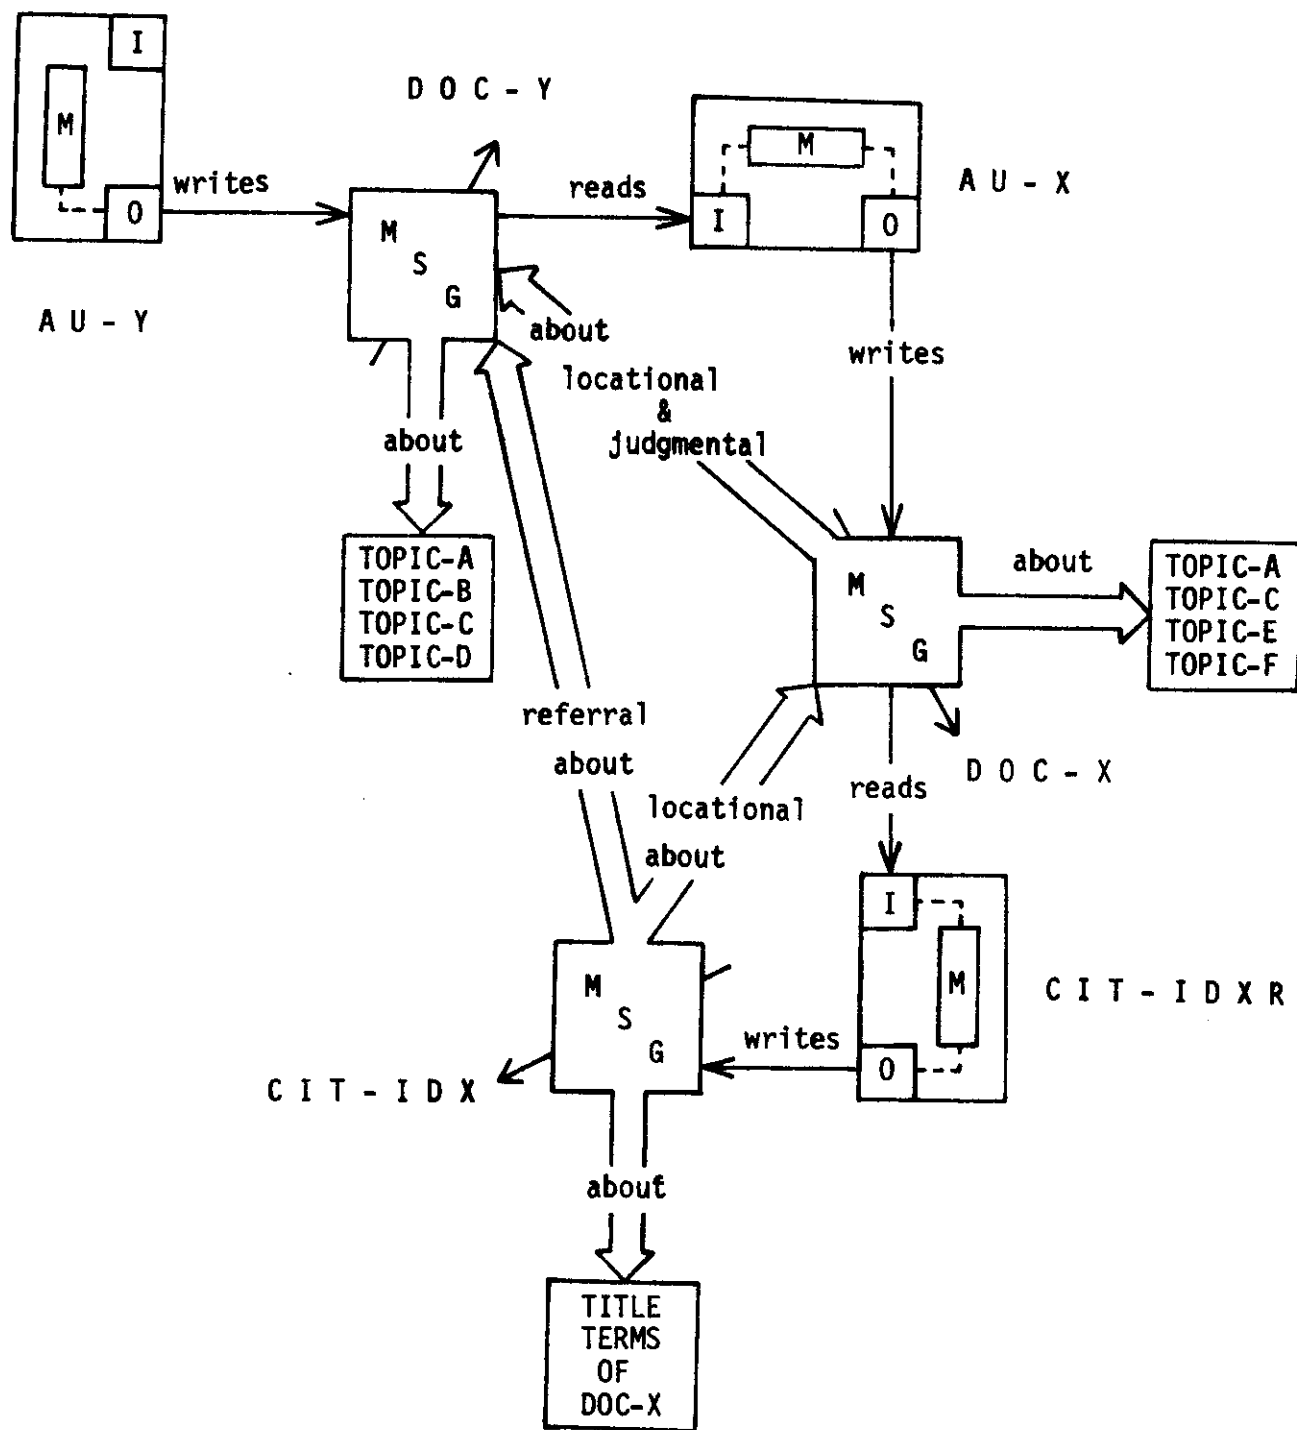 I
M
O
AU-Y
writes
DOC-Y
M
S
G
reads
I
M
O
AU-X
about
locational
&
judgmental
writes
about
TOPIC-A
TOPIC-B
TOPIC-C
TOPIC-D
M
S
G
about
TOPIC-A
TOPIC-C
TOPIC-E
TOPIC-F
referral
about
locational
about
reads
DOC-X
I
M
O
CIT-IDXR
writes
M
S
G
CIT-IDX
about
TITLE
TERMS
OF
DOC-X